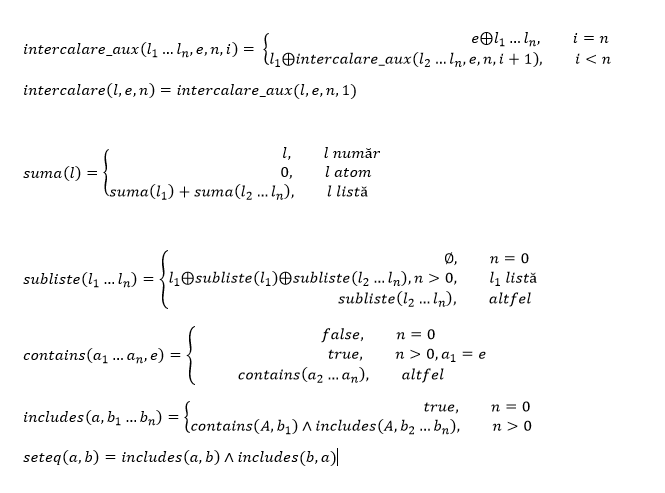 intercalare_aux(l₁ … lₙ, e, n, i) = { e⊕l₁ … lₙ, i = n
l₁⊕intercalare_aux(l₂ … lₙ, e, n, i + 1), i < n
intercalare(l, e, n) = intercalare_aux(l, e, n, 1)
suma(l) = { l, l număr
0, l atom
suma(l₁) + suma(l₂ … lₙ), l listă
subliste(l₁ … lₙ) = { ∅, n = 0
l₁⊕subliste(l₁)⊕subliste(l₂ … lₙ), n > 0, l₁ listă
subliste(l₂ … lₙ), altfel
contains(a₁ … aₙ, e) = { false, n = 0
true, n > 0, a₁ = e
contains(a₂ … aₙ), altfel
includes(a, b₁ … bₙ) = { true, n = 0
contains(A, b₁) ∧ includes(A, b₂ … bₙ), n > 0
seteq(a, b) = includes(a, b) ∧ includes(b, a)